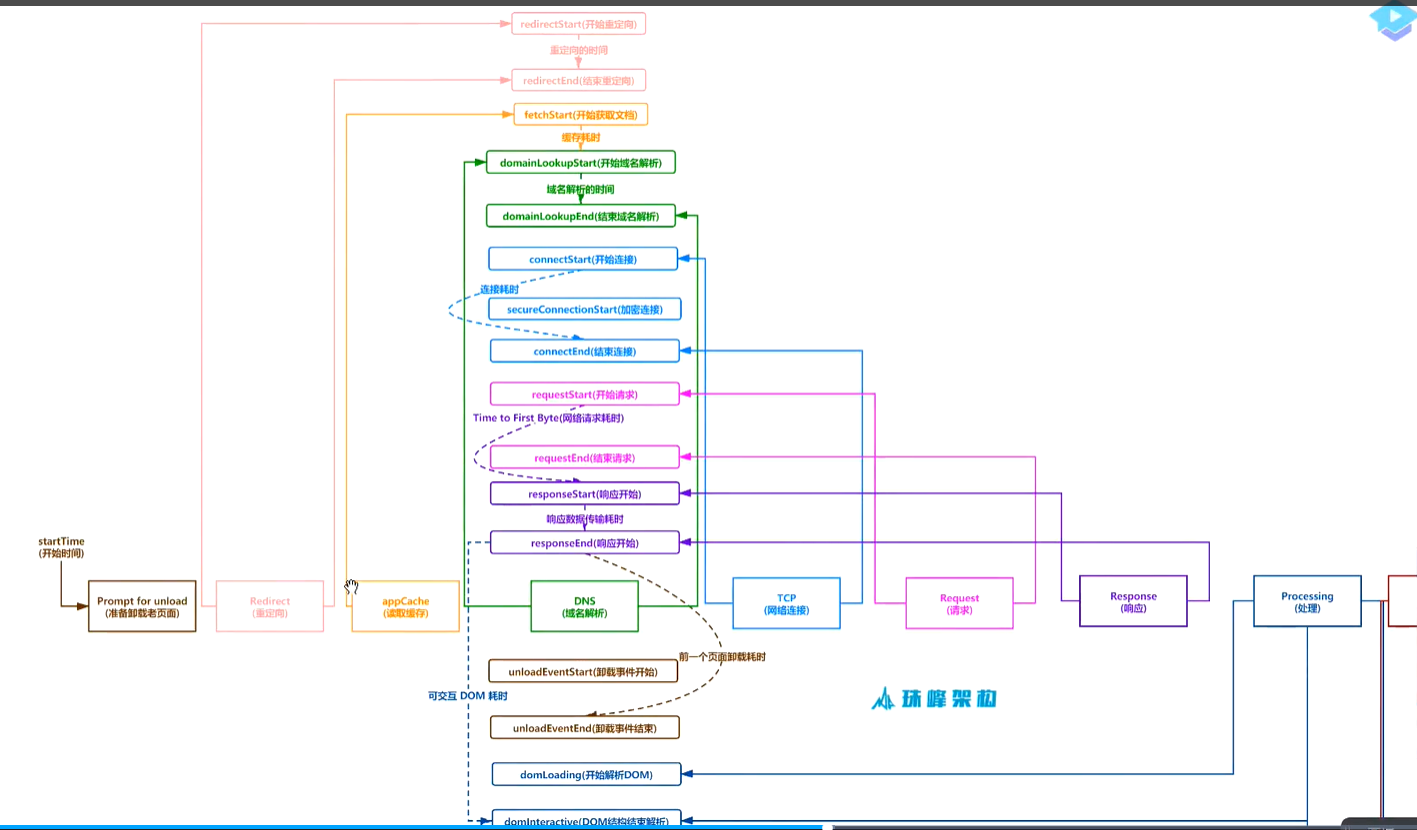 redirectStart(开始重定向)
重定向的时间
redirectEnd(结束重定向)
fetchStart(开始获取文档)
缓存耗时
domainLookupStart(开始域名解析)
域名解析的时间
domainLookupEnd(结束域名解析)
connectStart(开始连接)
连接耗时
secureConnectionStart(加密连接)
connectEnd(结束连接)
requestStart(开始请求)
Time to First Byte(网络请求耗时)
requestEnd(结束请求)
responseStart(响应开始)
响应数据传输耗时
responseEnd(响应开始)
startTime
(开始时间)
Prompt for unload
(准备卸载老页面)
Redirect
(重定向)
appCache
(读取缓存)
DNS
(域名解析)
TCP
(网络连接)
Request
(请求)
Response
(响应)
Processing
(处理)
前一个页面卸载耗时
unloadEventStart(卸载事件开始)
可交互 DOM 耗时
珠峰架构
unloadEventEnd(卸载事件结束)
domLoading(开始解析DOM)
domInteractive(DOM结构结束解析)